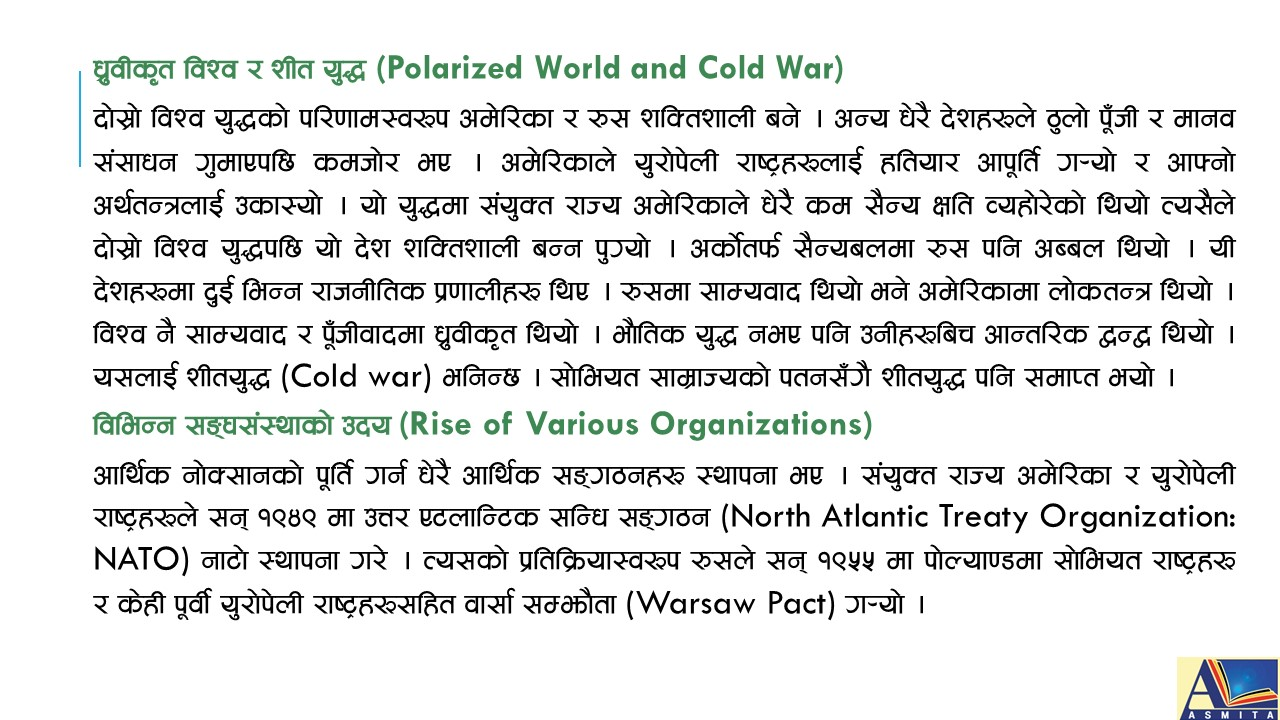 ध्रुवीकृत विश्व र शीत युद्ध (Polarized World and Cold War)
दोस्रो विश्व युद्धको परिणामस्वरुप अमेरिका र रुस शक्तिशाली बने । अन्य धेरै देशहरुले ठुलो पूँजी र मानव
संसाधन गुमाएपछि कमजोर भए । अमेरिकाले युरोपेली राष्ट्रहरुलाई हतियार आपूर्ति गर्‍यो र आफ्नो
अर्थतन्त्रलाई उकास्यो । यो युद्धमा संयुक्त राज्य अमेरिकाले धेरै कम सैन्य क्षति व्यहोरेको थियो त्यसैले
दोस्रो विश्व युद्धपछि यो देश शक्तिशाली बन्न पुग्यो । अर्कोतर्फ सैन्यबलमा रुस पनि अब्बल थियो । यी
देशहरुमा दुई भिन्न राजनीतिक प्रणालीहरु थिए । रुसमा साम्यवाद थियो भने अमेरिकामा लोकतन्त्र थियो ।
विश्व नै साम्यवाद र पूँजीवादमा ध्रुवीकृत थियो । भौतिक युद्ध नभए पनि उनीहरुबिच आन्तरिक द्वन्द्व थियो ।
यसलाई शीतयुद्ध (Cold war) भनिन्छ । सोभियत साम्राज्यको पतनसँगै शीतयुद्ध पनि समाप्त भयो ।
विभिन्न सङ्घसंस्थाको उदय (Rise of Various Organizations)
आर्थिक नोक्सानको पूर्ति गर्न धेरै आर्थिक सङ्गठनहरु स्थापना भए । संयुक्त राज्य अमेरिका र युरोपेली
राष्ट्रहरुले सन् १९४९ मा उत्तर एटलान्टिक सन्धि सङ्गठन (North Atlantic Treaty Organization:
NATO) नाटो स्थापना गरे । त्यसको प्रतिक्रियास्वरुप रुसले सन् १९५५ मा पोल्याण्डमा सोभियत राष्ट्रहरु
र केही पूर्वी युरोपेली राष्ट्रहरुसहित वार्सा सम्झौता (Warsaw Pact) गर्‍यो ।
ASMITA